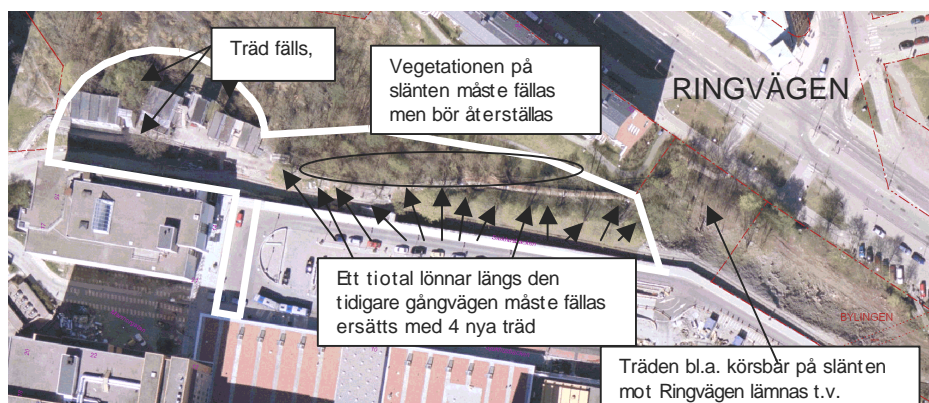 Träd fälls,
Vegetationen på
slänten måste fällas
men bör återställas
RINGVÄGEN
Ett tiotal lönnar längs den
tidigare gångvägen måste fällas
ersätts med 4 nya träd
BYLINGEN
Träden bl.a. körsbär på slänten
mot Ringvägen lämnas t.v.